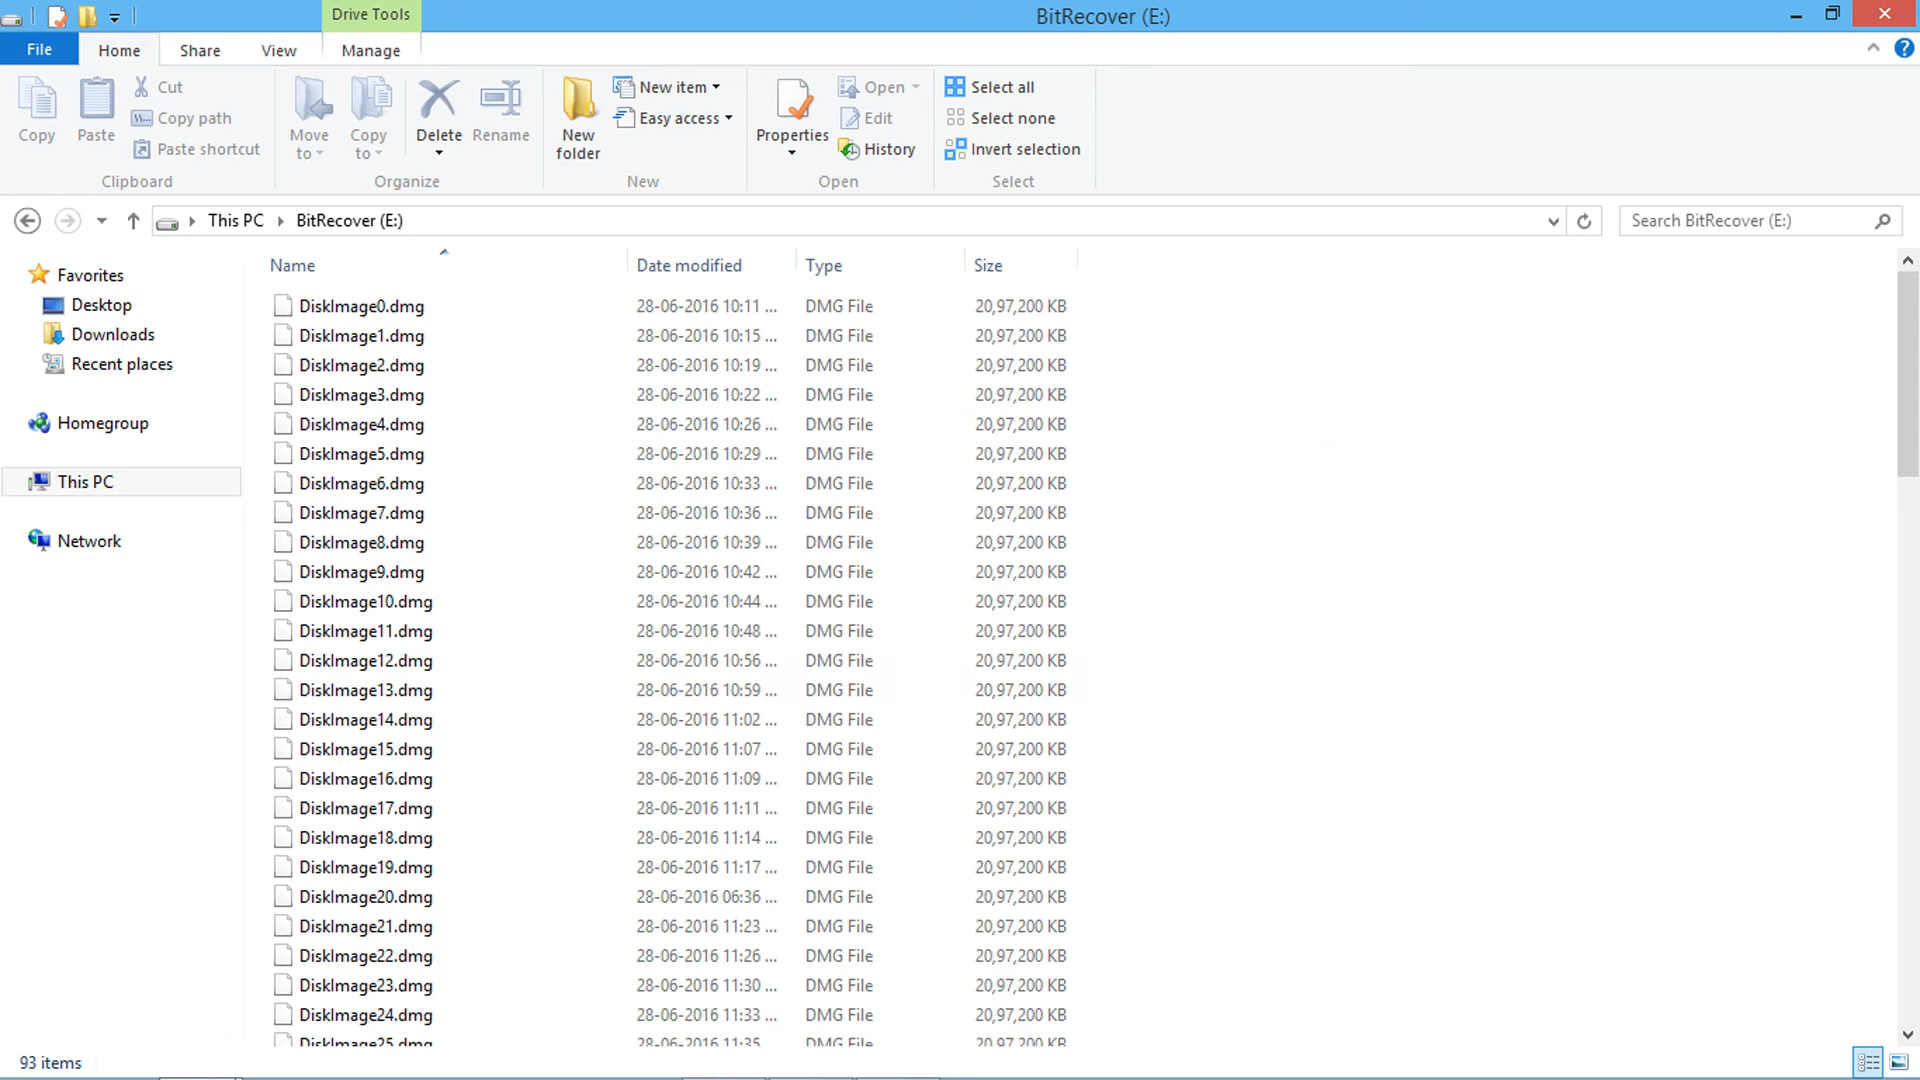 Drive Tools
BitRecover (E:)
File
Home
Share
View
Manage
Copy
Paste
Cut
Copy path
Paste shortcut
Clipboard
Move to
Copy to
Delete
Rename
Organize
New folder
New item
Easy access
New
Properties
Open
Edit
History
Open
Select all
Select none
Invert selection
Select
This PC
BitRecover (E:)
Search BitRecover (E:)
Favorites
Desktop
Downloads
Recent places
Homegroup
This PC
Network
Name Date modified Type Size
DiskImage0.dmg 28-06-2016 10:11 ... DMG File 20,97,200 KB
DiskImage1.dmg 28-06-2016 10:15 ... DMG File 20,97,200 KB
DiskImage2.dmg 28-06-2016 10:19 ... DMG File 20,97,200 KB
DiskImage3.dmg 28-06-2016 10:22 ... DMG File 20,97,200 KB
DiskImage4.dmg 28-06-2016 10:26 ... DMG File 20,97,200 KB
DiskImage5.dmg 28-06-2016 10:29 ... DMG File 20,97,200 KB
DiskImage6.dmg 28-06-2016 10:33 ... DMG File 20,97,200 KB
DiskImage7.dmg 28-06-2016 10:36 ... DMG File 20,97,200 KB
DiskImage8.dmg 28-06-2016 10:39 ... DMG File 20,97,200 KB
DiskImage9.dmg 28-06-2016 10:42 ... DMG File 20,97,200 KB
DiskImage10.dmg 28-06-2016 10:44 ... DMG File 20,97,200 KB
DiskImage11.dmg 28-06-2016 10:48 ... DMG File 20,97,200 KB
DiskImage12.dmg 28-06-2016 10:56 ... DMG File 20,97,200 KB
DiskImage13.dmg 28-06-2016 10:59 ... DMG File 20,97,200 KB
DiskImage14.dmg 28-06-2016 11:02 ... DMG File 20,97,200 KB
DiskImage15.dmg 28-06-2016 11:07 ... DMG File 20,97,200 KB
DiskImage16.dmg 28-06-2016 11:09 ... DMG File 20,97,200 KB
DiskImage17.dmg 28-06-2016 11:11 ... DMG File 20,97,200 KB
DiskImage18.dmg 28-06-2016 11:14 ... DMG File 20,97,200 KB
DiskImage19.dmg 28-06-2016 11:17 ... DMG File 20,97,200 KB
DiskImage20.dmg 28-06-2016 06:36 ... DMG File 20,97,200 KB
DiskImage21.dmg 28-06-2016 11:23 ... DMG File 20,97,200 KB
DiskImage22.dmg 28-06-2016 11:26 ... DMG File 20,97,200 KB
DiskImage23.dmg 28-06-2016 11:30 ... DMG File 20,97,200 KB
DiskImage24.dmg 28-06-2016 11:33 ... DMG File 20,97,200 KB
DiskImage25.dmg 28-06-2016 11:35 DMG File 20,97,200 KB
93 items